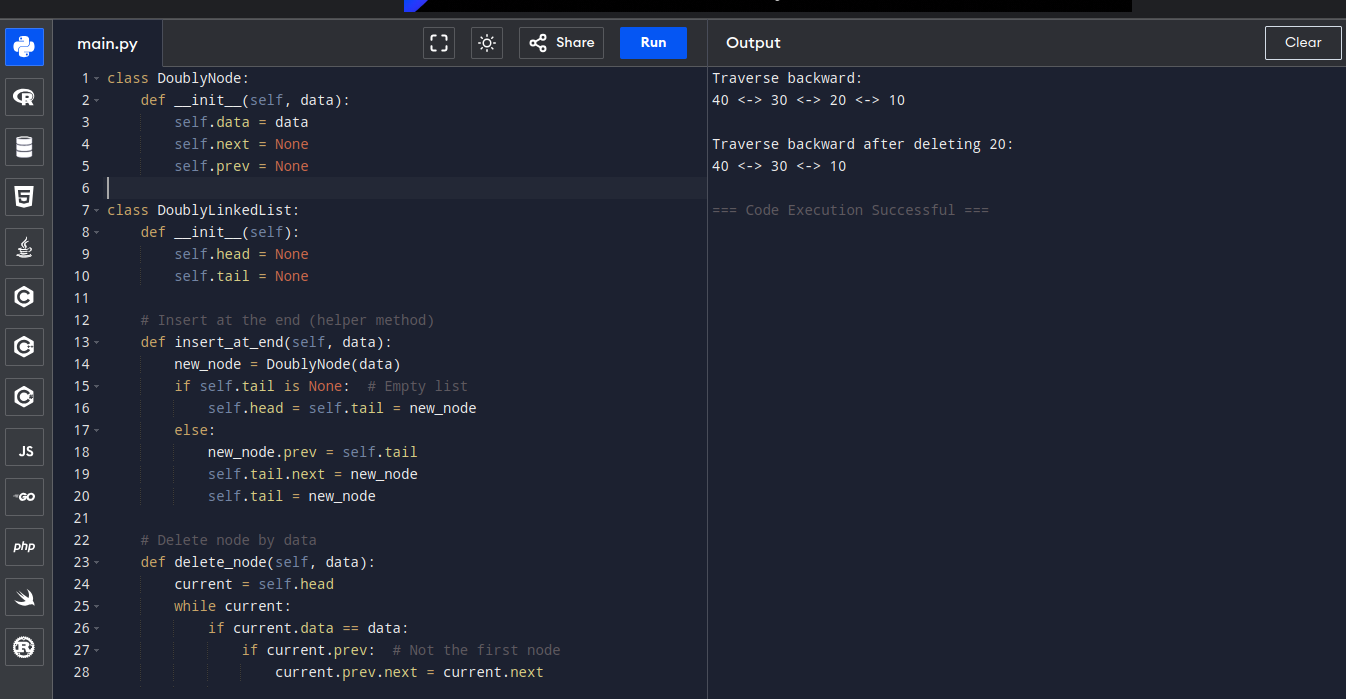 main.py
Share
Run
Output
Clear
JS
GO
php
1 class DoublyNode:
2     def __init__(self, data):
3         self.data = data
4         self.next = None
5         self.prev = None
6
7 class DoublyLinkedList:
8     def __init__(self):
9         self.head = None
10         self.tail = None
11
12     # Insert at the end (helper method)
13     def insert_at_end(self, data):
14         new_node = DoublyNode(data)
15         if self.tail is None:  # Empty list
16             self.head = self.tail = new_node
17         else:
18             new_node.prev = self.tail
19             self.tail.next = new_node
20             self.tail = new_node
21
22     # Delete node by data
23     def delete_node(self, data):
24         current = self.head
25         while current:
26             if current.data == data:
27                 if current.prev:  # Not the first node
28                     current.prev.next = current.next
Traverse backward:
40 <-> 30 <-> 20 <-> 10

Traverse backward after deleting 20:
40 <-> 30 <-> 10

=== Code Execution Successful ===